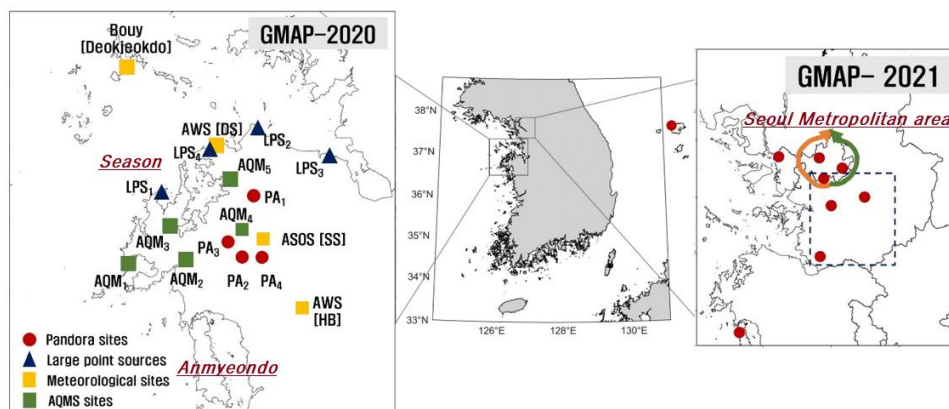 GMAP-2020
Bouy
[Deokjeokdo]
AWS [DS]
LPS2
LPS4
LPS3
Season
AQM5
LPS1
PA1
AQM4
AQM3
PA3
ASOS [SS]
AQM1
AQM2
PA2
PA4
AWS
[HB]
Pandora sites
Large point sources
Anmyeondo
Meteorological sites
AQMS sites
38°N
37°N
36°N
35°N
34°N
33°N
126°E
128°E
130°E
GMAP- 2021
Seoul Metropolitan area